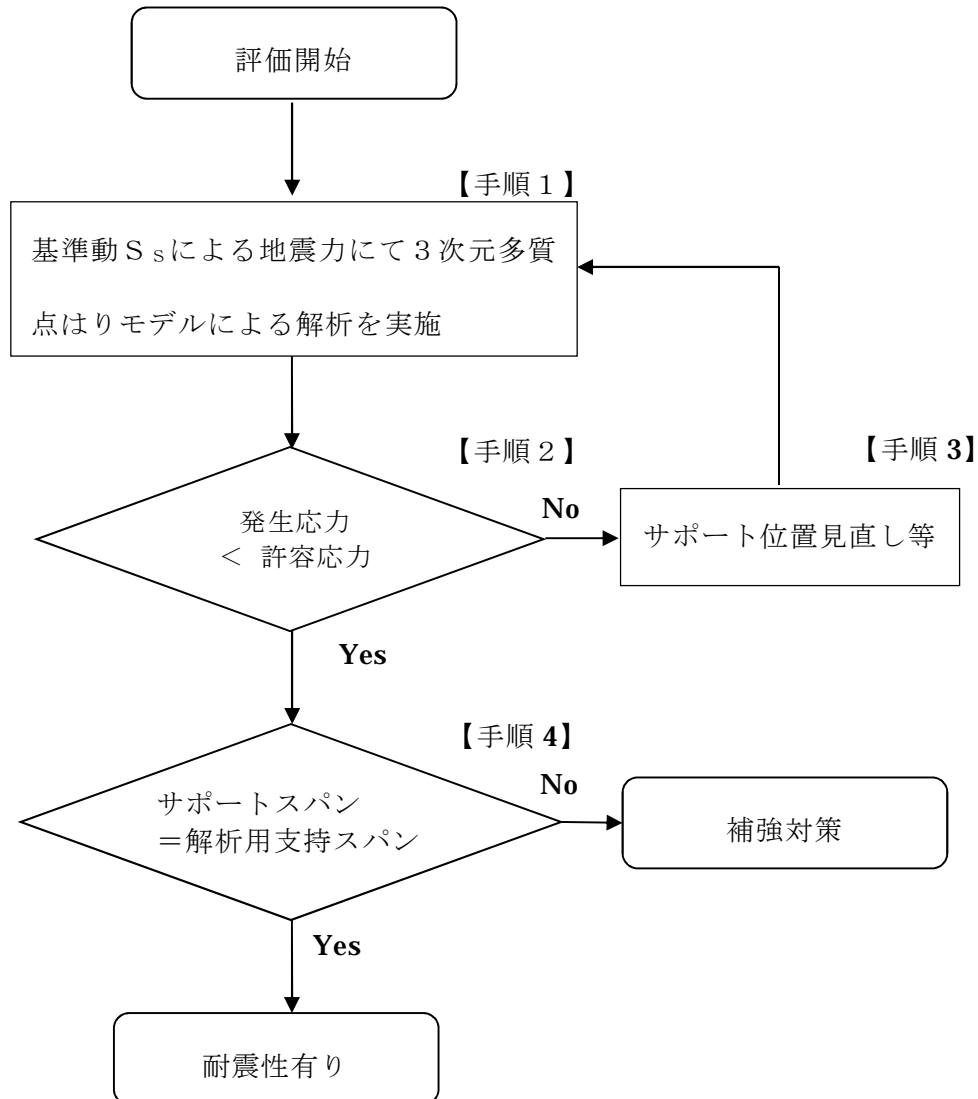 評価開始
【手順１】
基準動Ｓｓによる地震力にて３次元多質
点はりモデルによる解析を実施
【手順２】
発生応力
＜ 許容応力
No
【手順3】
サポート位置見直し等
Yes
【手順4】
サポートスパン
＝解析用支持スパン
No
補強対策
Yes
耐震性有り